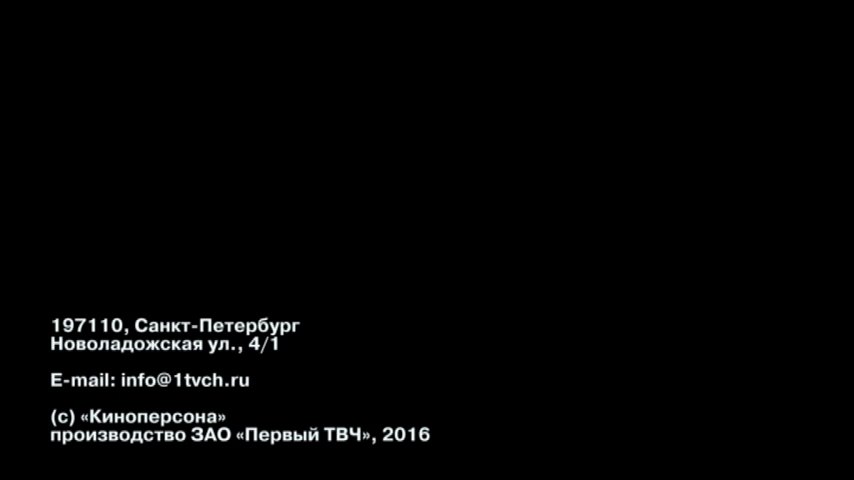 197110, Санкт-Петербург
Новоладожская ул., 4/1
E-mail: info@1tvch.ru
(с) «Киноперсона»
производство ЗАО «Первый ТВЧ», 2016